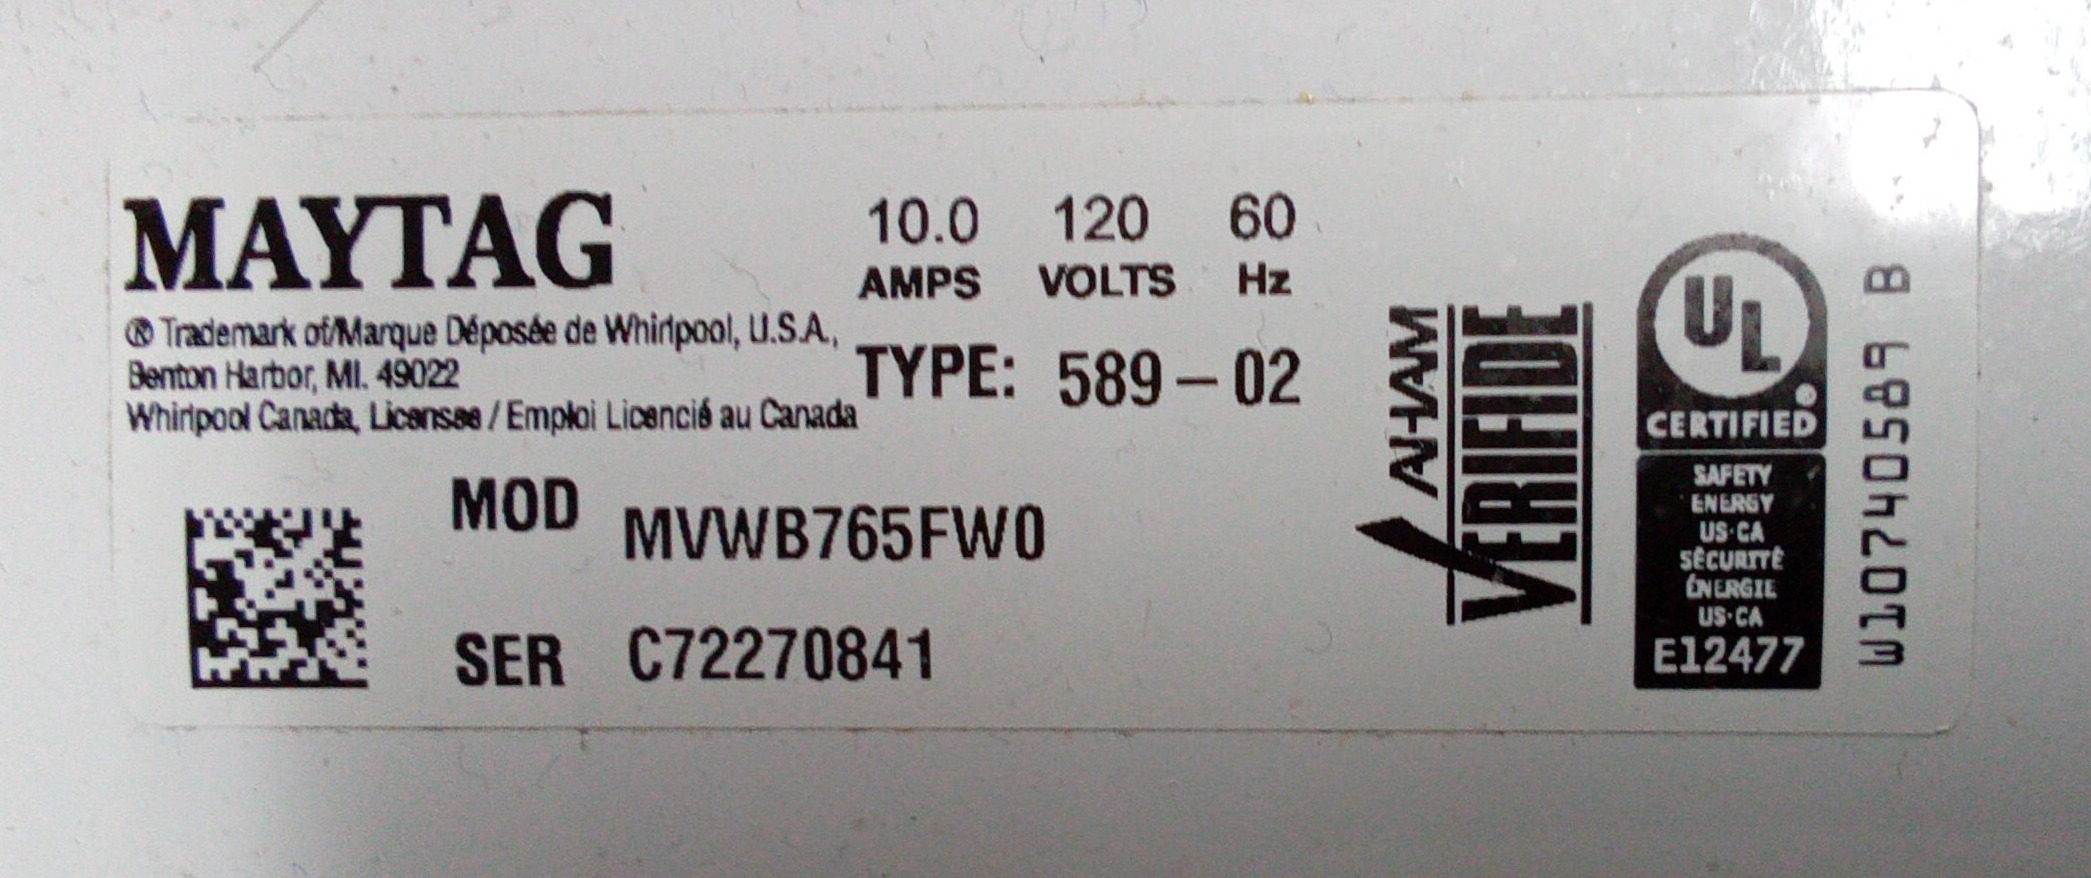 MAYTAG
10.0 120 60
AMPS VOLTS Hz
® Trademark of/Marque Déposée de Whirlpool, U.S.A.,
Benton Harbor, MI. 49022
Whirlpool Canada, Licensee / Emploi Licencié au Canada
TYPE: 589-02
MOD MVWB765FW0
SER C72270841
AHAM
VERIFIDE
UL
®
CERTIFIED
SAFETY
ENERGY
US·CA
SÉCURITÉ
ÉNERGIE
US·CA
E12477
W10740589 B